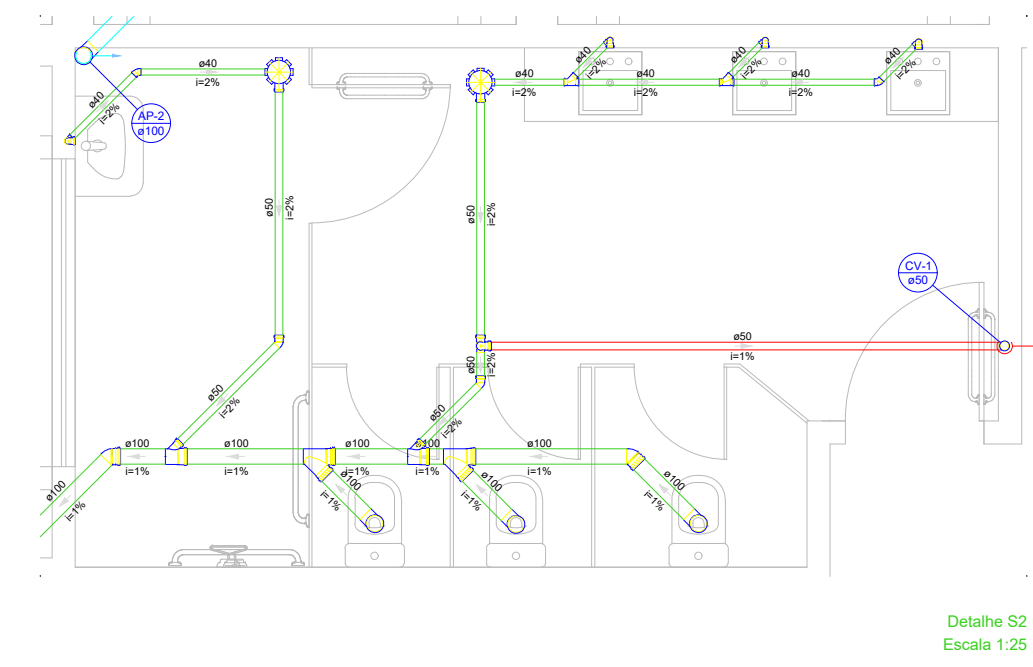 ø40
i=2%
ø40
i=2%
AP-2
ø100
ø40
i=2%
ø40
i=2%
ø40
i=2%
ø40
i=2%
ø40
i=2%
ø40
i=2%
ø50
i=2%
ø50
i=2%
CV-1
ø50
ø50
i=1%
ø50
i=2%
ø50
i=2%
ø50
i=2%
ø100
i=1%
ø100
i=1%
ø100
i=1%
ø100
i=1%
ø100
i=1%
ø100
i=1%
ø100
i=1%
ø100
i=1%
ø100
i=1%
Detalhe S2
Escala 1:25